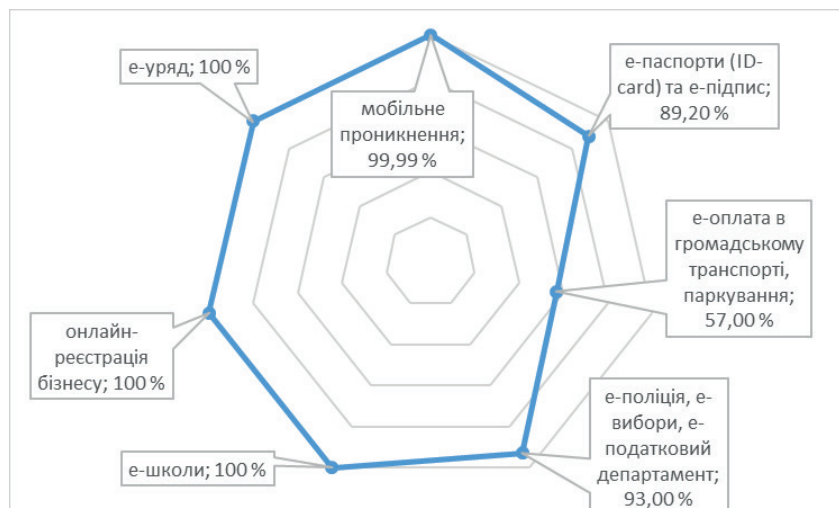 е-уряд; 100 %
мобільне
проникнення;
99,99 %
е-паспорти (ID-
card) та е-підпис;
89,20 %
е-оплата в
громадському
транспорті,
паркування;
57,00 %
онлайн-
реєстрація
бізнесу; 100 %
е-школи; 100 %
е-поліція, е-
вибори, е-
податковий
департамент;
93,00 %